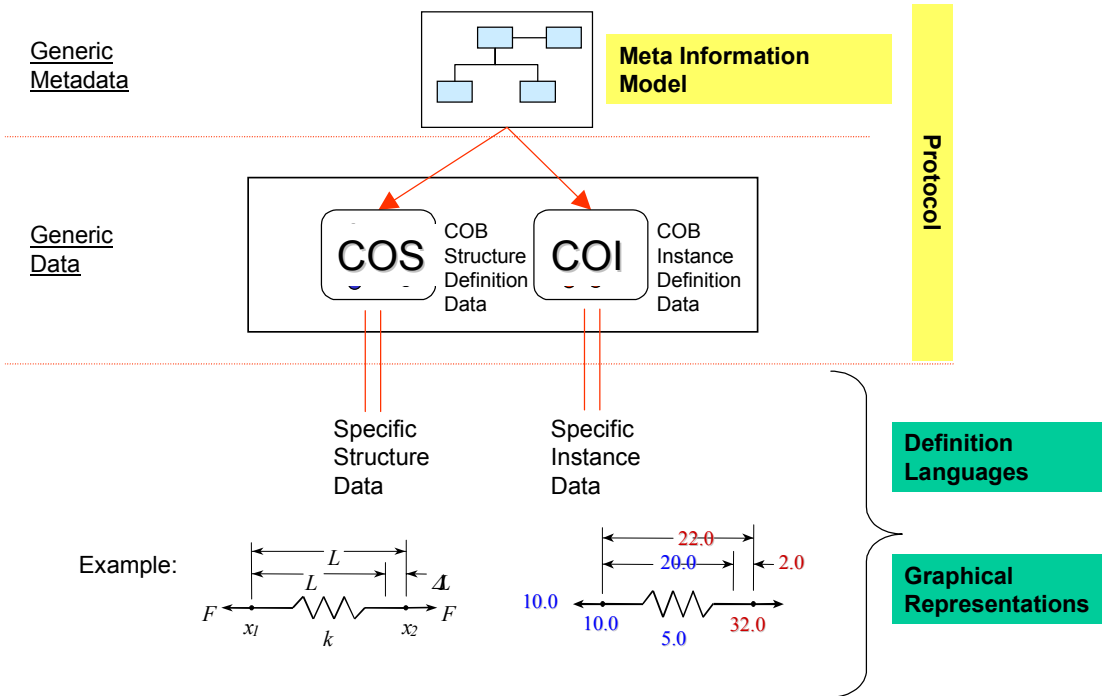 Generic
Metadata
Meta Information
Model
Protocol
Generic
Data
COS
COB
Structure
Definition
Data
COI
COB
Instance
Definition
Data
Specific
Structure
Data
Specific
Instance
Data
Definition
Languages
Graphical
Representations
Example:
L
L
ΔL
F
F
x1
x2
k
22.0
20.0
2.0
10.0
10.0
5.0
32.0